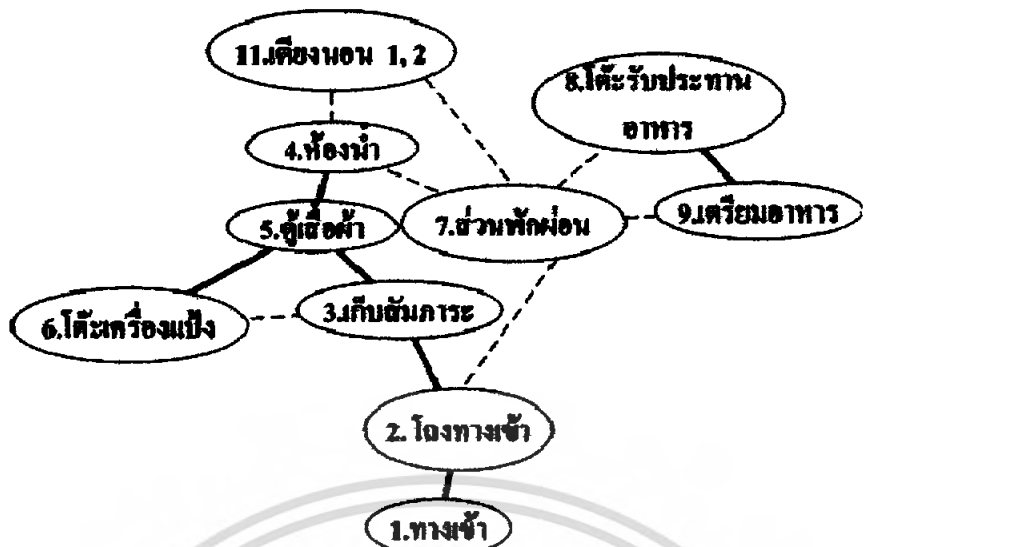 11.เตียงนอน 1, 2
8.โต๊ะรับประทาน
อาหาร
4.ห้องน้ำ
9.เตรียมอาหาร
5.ตู้เสื้อผ้า
7.ส่วนพักผ่อน
3.เก็บสัมภาระ
6.โต๊ะเครื่องแป้ง
2. โถงทางเข้า
1.ทางเข้า